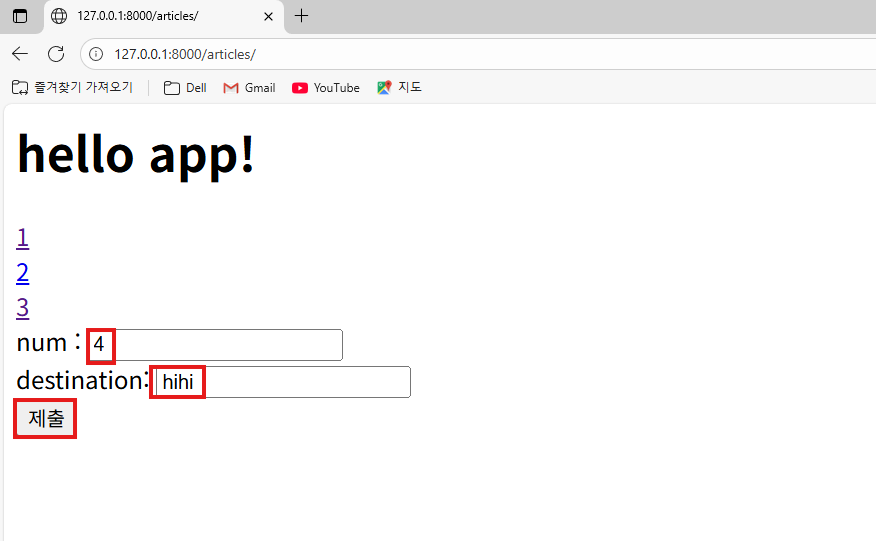 127.0.0.1:8000/articles/
127.0.0.1:8000/articles/
즐겨찾기 가져오기 Dell Gmail YouTube 지도
hello app!
1
2
3
num : 4
destination: hihi
제출